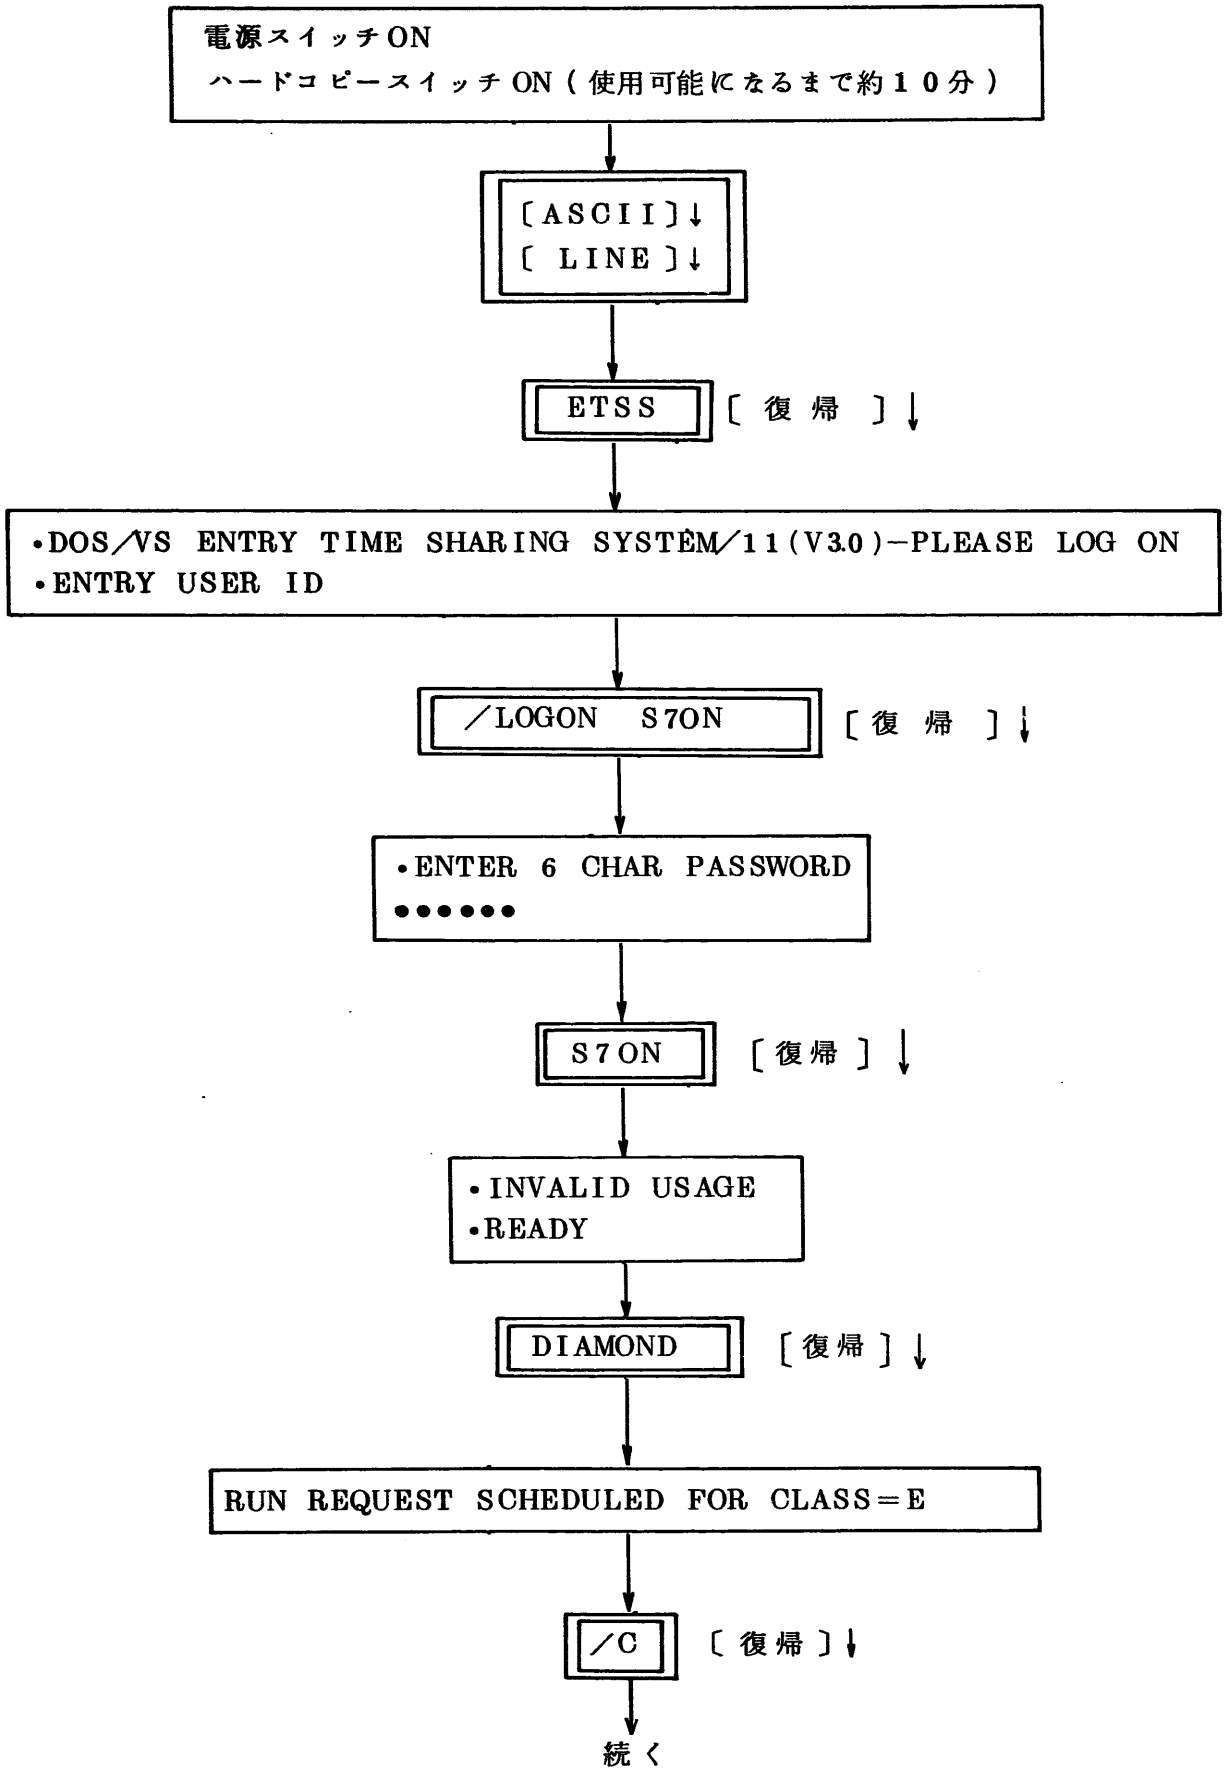 電源スイッチON
ハードコピースイッチON(使用可能になるまで約10分)
〔ASCII〕↓
〔 LINE 〕↓
ETSS 〔 復帰 〕↓
•DOS/VS ENTRY TIME SHARING SYSTEM/11(V3.0)-PLEASE LOG ON
•ENTRY USER ID
/LOGON S7ON 〔復帰 〕↓
•ENTER 6 CHAR PASSWORD
●●●●●●
S7ON 〔復帰〕↓
•INVALID USAGE
•READY
DIAMOND 〔復帰〕↓
RUN REQUEST SCHEDULED FOR CLASS=E
/C 〔復帰〕↓
続く